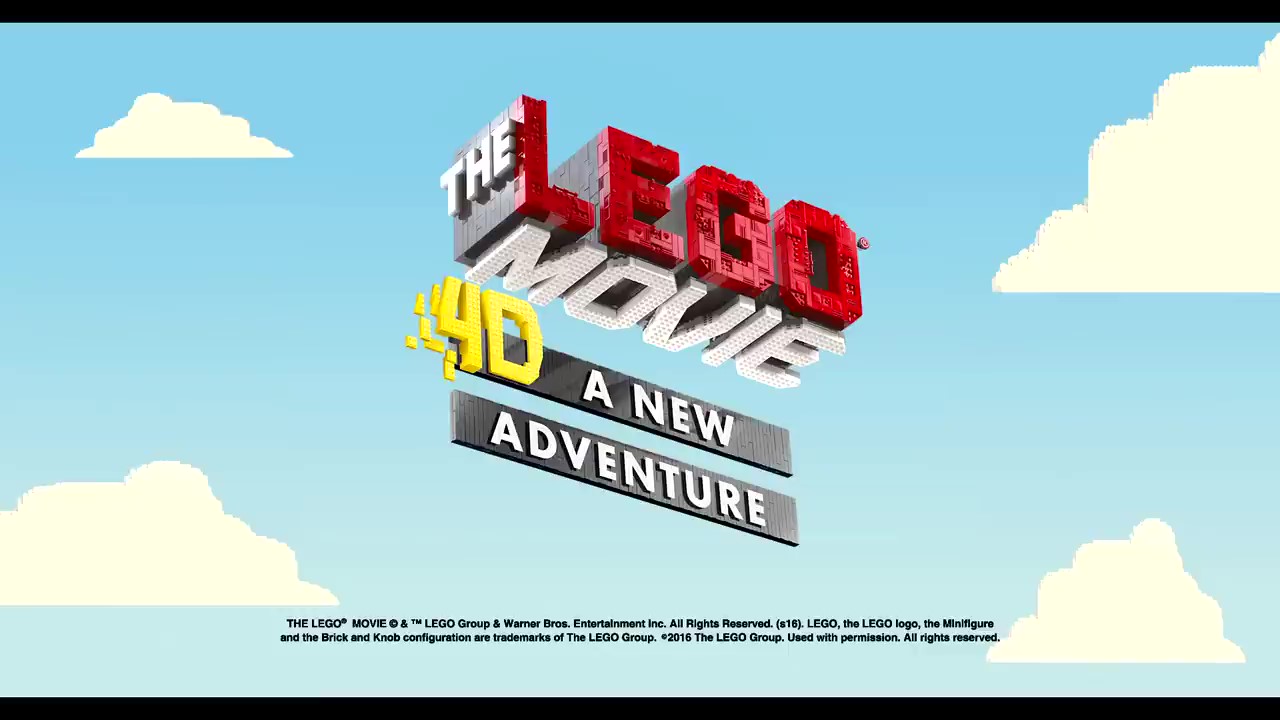 THE LEGO®
MOVIE
4D A NEW
ADVENTURE
THE LEGO® MOVIE © & ™ LEGO Group & Warner Bros. Entertainment Inc. All Rights Reserved. (s16). LEGO, the LEGO logo, the Minifigure
and the Brick and Knob configuration are trademarks of The LEGO Group. ©2016 The LEGO Group. Used with permission. All rights reserved.